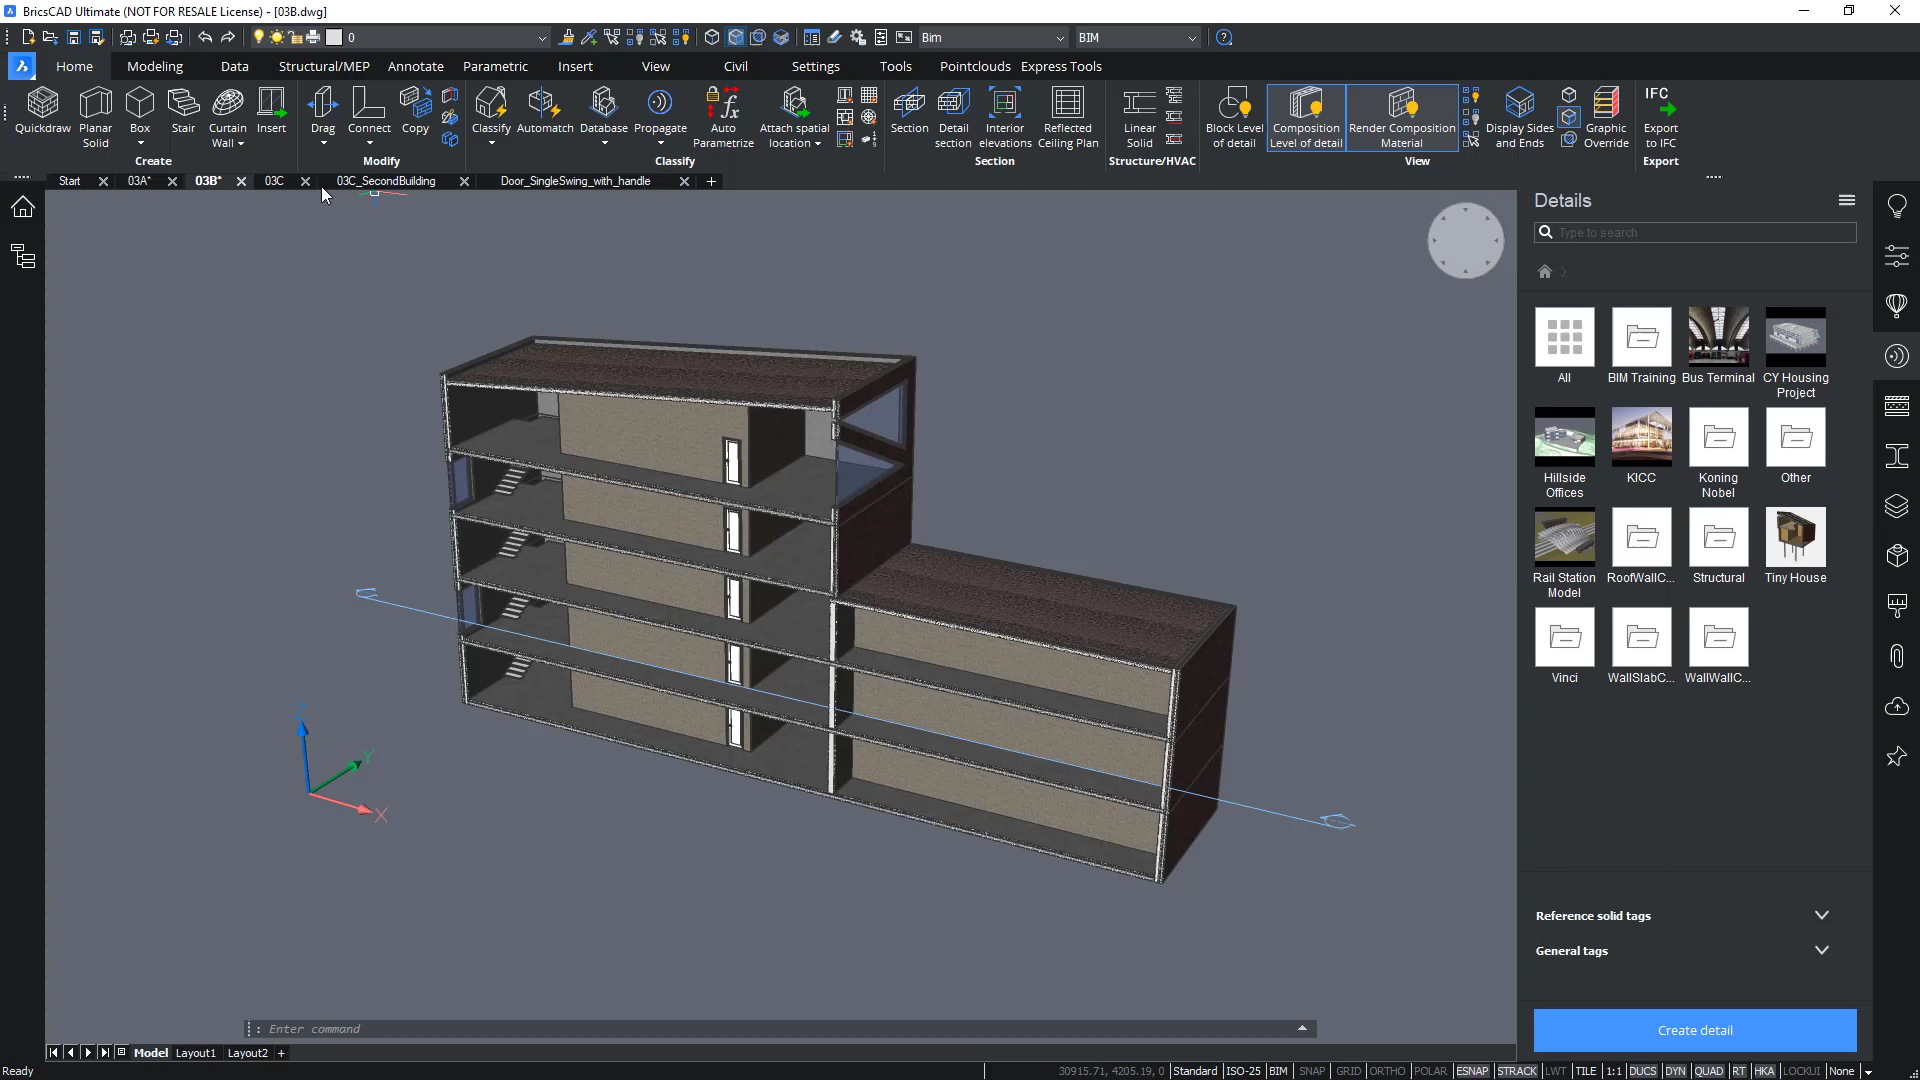 BricsCAD Ultimate (NOT FOR RESALE License) - [03B.dwg]
0
Bim
BIM
Home Modeling Data Structural/MEP Annotate Parametric Insert View Civil Settings Tools Pointclouds Express Tools
Quickdraw
Planar
Solid
Box
Stair
Curtain
Wall
Insert
Create
Drag
Connect
Copy
Modify
Classify
Automatch
Database
Propagate
Auto
Parametrize
Attach spatial
location
Classify
Section
Detail
section
Interior
elevations
Reflected
Ceiling Plan
Section
Linear
Solid
Structure/HVAC
Block Level
of detail
Composition
Level of detail
Render Composition
Material
Display Sides
and Ends
Graphic
Override
View
IFC
Export
to IFC
Export
Start 03A* 03B* 03C 03C_SecondBuilding Door_SingleSwing_with_handle +
Details
Type to search
All
BIM Training
Bus Terminal
CY Housing
Project
Hillside
Offices
KICC
Koning
Nobel
Other
Rail Station
Model
RoofWallC...
Structural
Tiny House
Vinci
WallSlabC...
WallWallC...
Reference solid tags
General tags
Create detail
Y
X
: Enter command
Model Layout1 Layout2 +
Ready
30915.71, 4205.19, 0 Standard ISO-25 BIM SNAP GRID ORTHO POLAR ESNAP STRACK LWT TILE 1:1 DUCS DYN QUAD RT HKA LOCKUI None